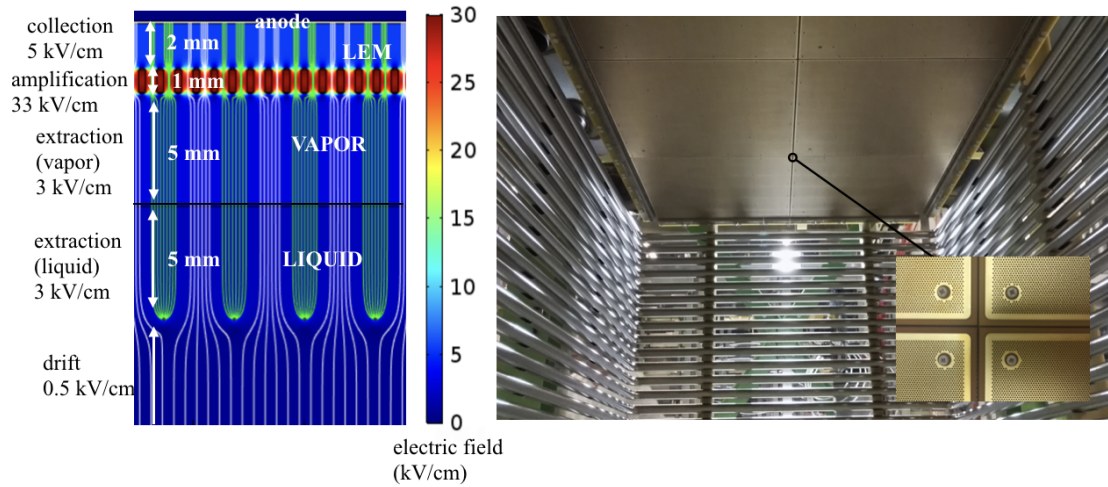 anode
collection
5 kV/cm
2 mm
LEM
amplification
33 kV/cm
1 mm
extraction
(vapor)
3 kV/cm
5 mm
VAPOR
extraction
(liquid)
3 kV/cm
5 mm
LIQUID
drift
0.5 kV/cm
30
25
20
15
10
5
0
electric field
(kV/cm)